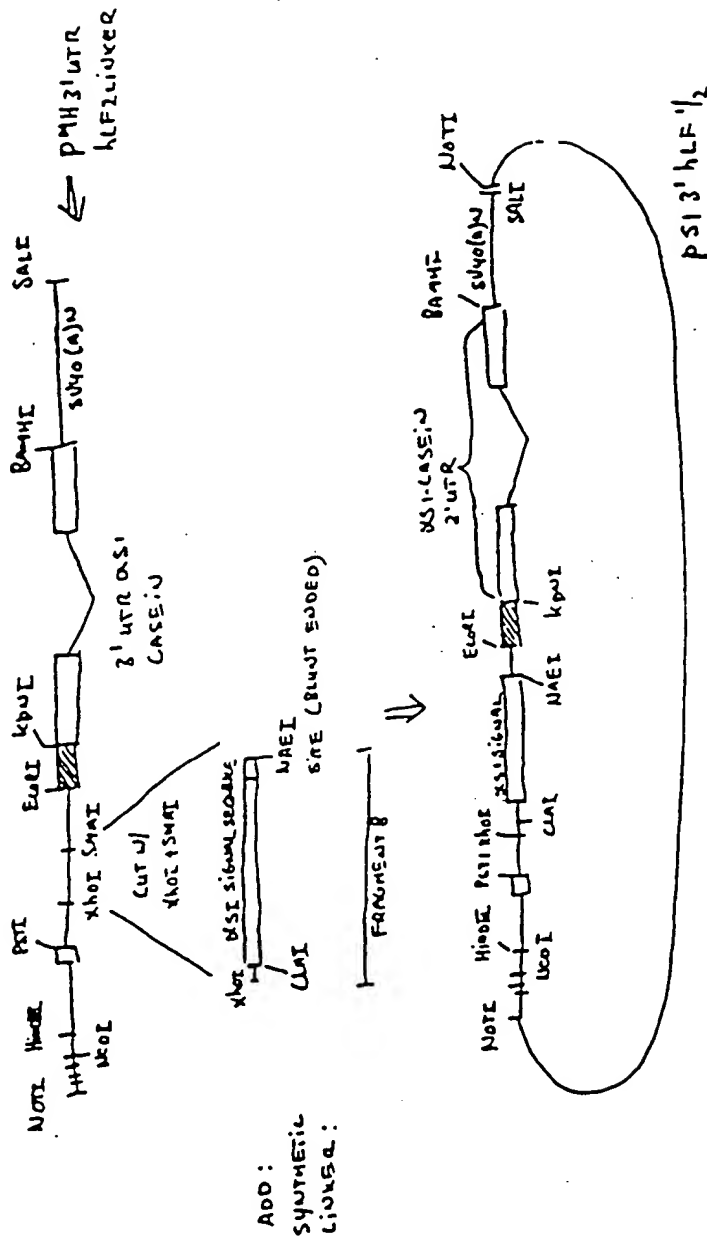 NOTI
HINDIII
NCOI
PSTI
XhOI
SMAI
EcoRI
KpNI
3' UTR αS1
CASEIN
BAMHI
SV40(A)N
SALI
pMH3'UTR
hLF2LINKER
CUT W/
XhOI + SMAI
ADD:
SYNTHETIC
LINKER:
XhOI
αS1 SIGNAL SEQUENCE
CLAI
NAEI
SITE (BLUNT ENDED)
FRAGMENT 8
NOTI
HINDIII
NCOI
PSTI
XhOI
CLAI
αS1 SIGNAL
NAEI
EcoRI
KpNI
αS1-CASEIN
3'UTR
BAMHI
SV40(A)N
SALI
NOTI
pS1 3' hLF 1/2